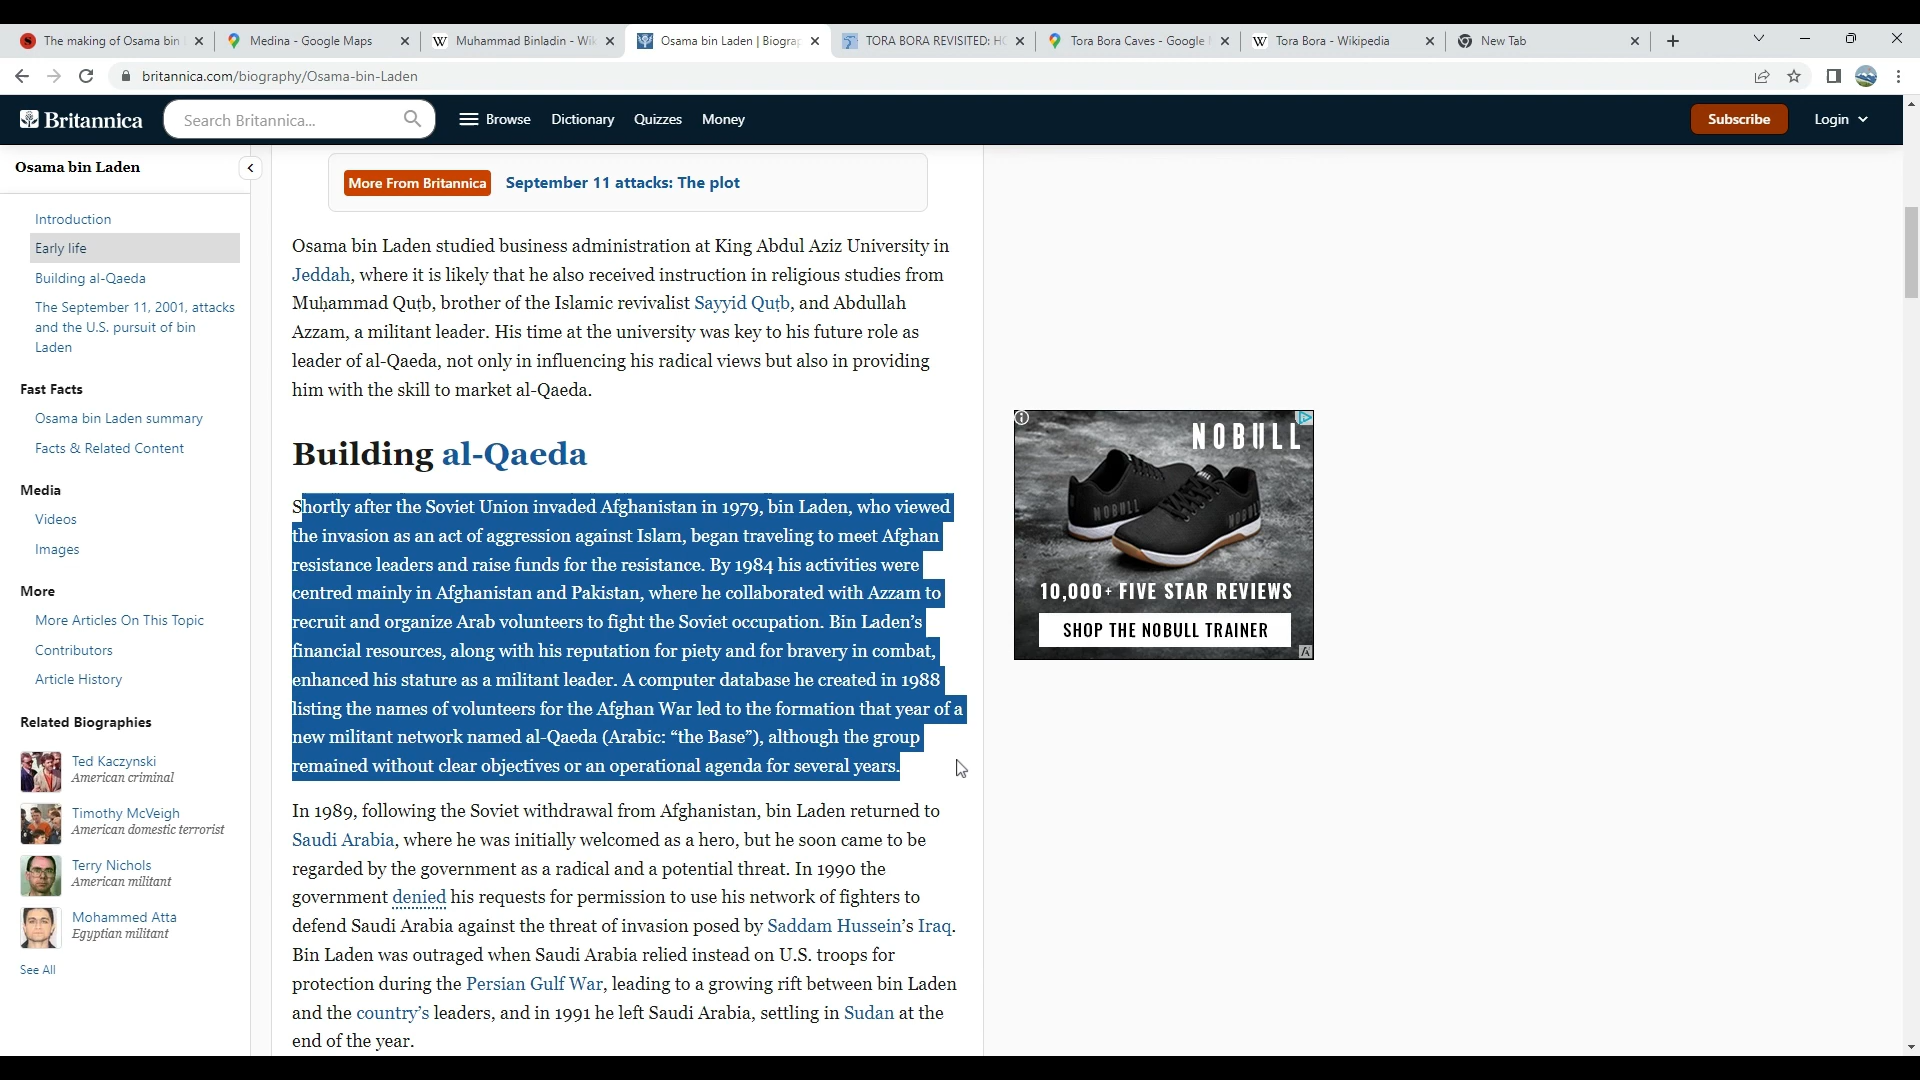 The making of Osama bin
Medina - Google Maps
Muhammad Binladin - Wik
Osama bin Laden | Biograp
TORA BORA REVISITED: HO
Tora Bora Caves - Google
Tora Bora - Wikipedia
New Tab
britannica.com/biography/Osama-bin-Laden
Britannica
Search Britannica...
Browse
Dictionary
Quizzes
Money
Subscribe
Login
Osama bin Laden
Introduction
Early life
Building al-Qaeda
The September 11, 2001, attacks
and the U.S. pursuit of bin
Laden
Fast Facts
Osama bin Laden summary
Facts & Related Content
Media
Videos
Images
More
More Articles On This Topic
Contributors
Article History
Related Biographies
Ted Kaczynski
American criminal
Timothy McVeigh
American domestic terrorist
Terry Nichols
American militant
Mohammed Atta
Egyptian militant
See All
More From Britannica
September 11 attacks: The plot
Osama bin Laden studied business administration at King Abdul Aziz University in
Jeddah, where it is likely that he also received instruction in religious studies from
Muḥammad Quṭb, brother of the Islamic revivalist Sayyid Quṭb, and Abdullah
Azzam, a militant leader. His time at the university was key to his future role as
leader of al-Qaeda, not only in influencing his radical views but also in providing
him with the skill to market al-Qaeda.
Building al-Qaeda
Shortly after the Soviet Union invaded Afghanistan in 1979, bin Laden, who viewed
the invasion as an act of aggression against Islam, began traveling to meet Afghan
resistance leaders and raise funds for the resistance. By 1984 his activities were
centred mainly in Afghanistan and Pakistan, where he collaborated with Azzam to
recruit and organize Arab volunteers to fight the Soviet occupation. Bin Laden's
financial resources, along with his reputation for piety and for bravery in combat,
enhanced his stature as a militant leader. A computer database he created in 1988
listing the names of volunteers for the Afghan War led to the formation that year of a
new militant network named al-Qaeda (Arabic: “the Base”), although the group
remained without clear objectives or an operational agenda for several years.
In 1989, following the Soviet withdrawal from Afghanistan, bin Laden returned to
Saudi Arabia, where he was initially welcomed as a hero, but he soon came to be
regarded by the government as a radical and a potential threat. In 1990 the
government denied his requests for permission to use his network of fighters to
defend Saudi Arabia against the threat of invasion posed by Saddam Hussein's Iraq.
Bin Laden was outraged when Saudi Arabia relied instead on U.S. troops for
protection during the Persian Gulf War, leading to a growing rift between bin Laden
and the country's leaders, and in 1991 he left Saudi Arabia, settling in Sudan at the
end of the year.
NOBULL
NOBULL
10,000+ FIVE STAR REVIEWS
SHOP THE NOBULL TRAINER